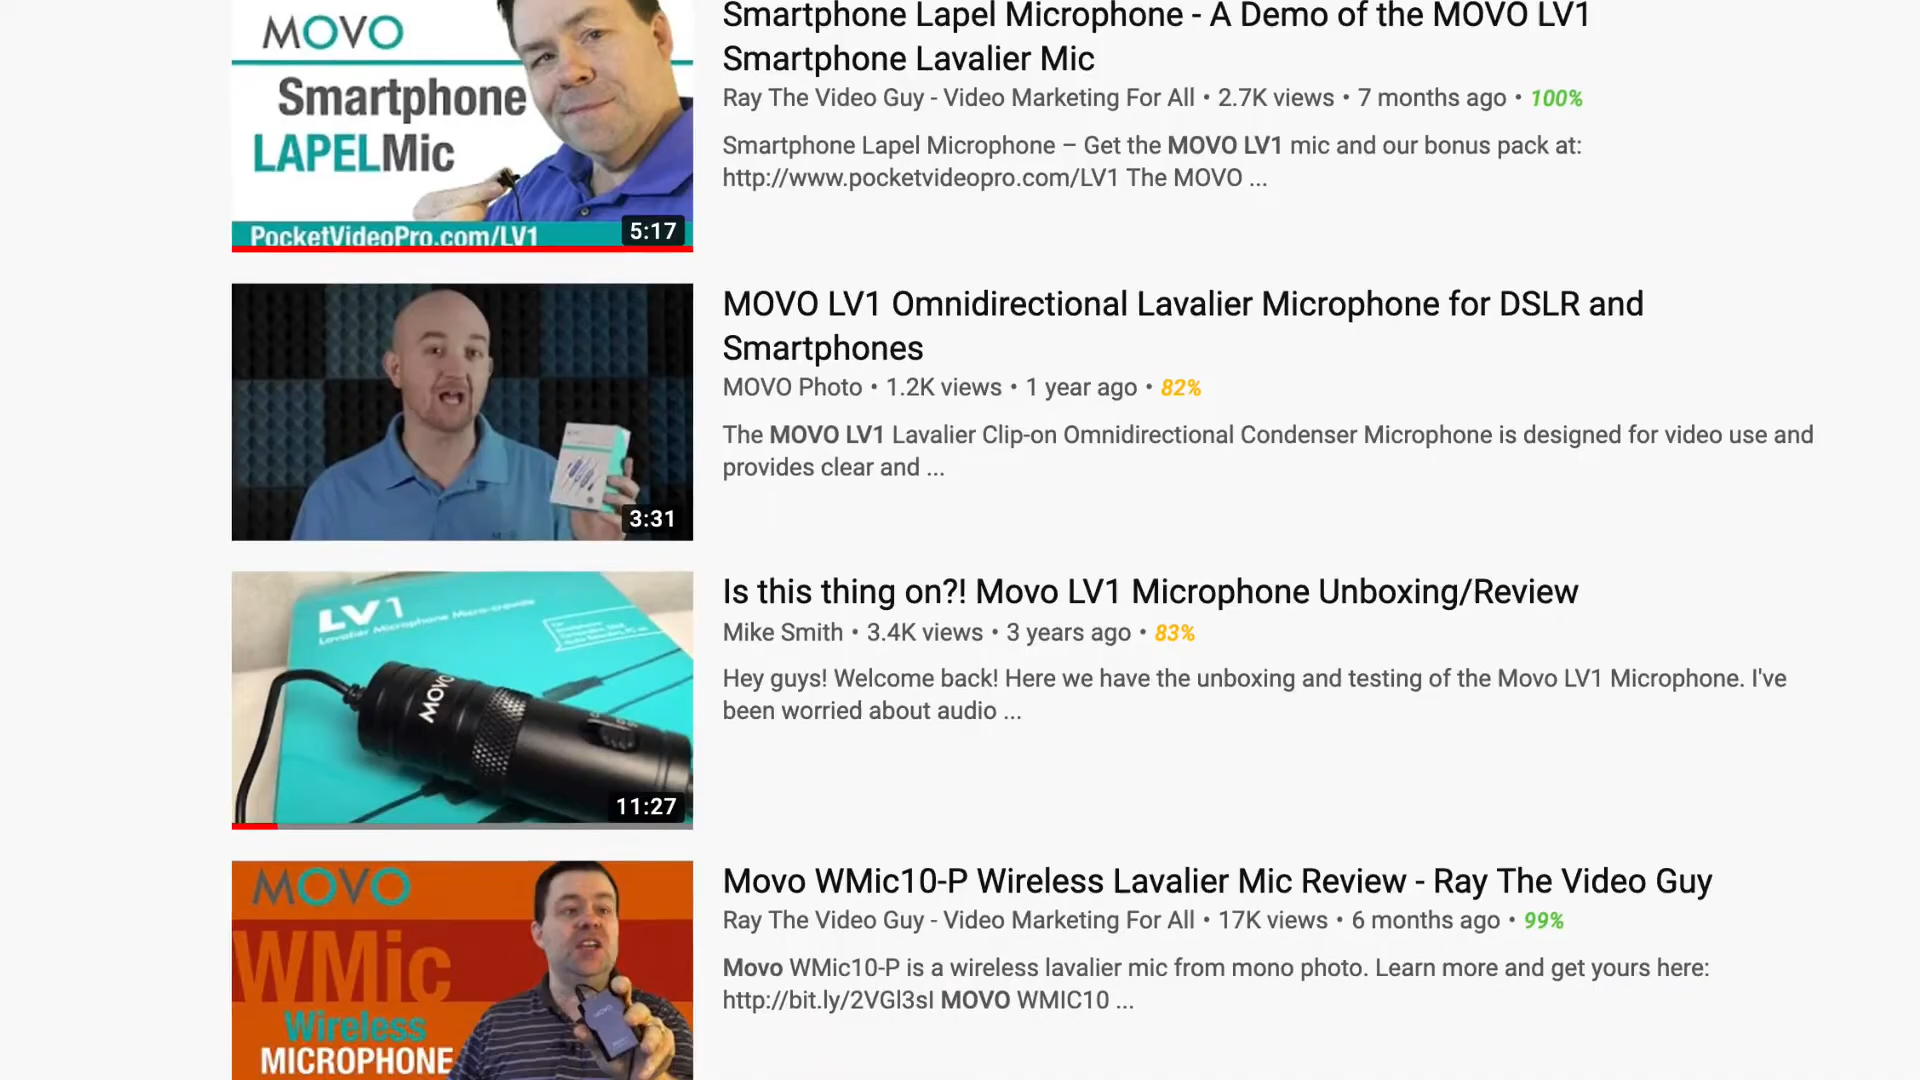 MOVO
Smartphone
LAPELMic
PocketVideoPro.com/LV1
5:17
Smartphone Lapel Microphone - A Demo of the MOVO LV1
Smartphone Lavalier Mic
Ray The Video Guy - Video Marketing For All • 2.7K views • 7 months ago • 100%
Smartphone Lapel Microphone – Get the MOVO LV1 mic and our bonus pack at:
http://www.pocketvideopro.com/LV1 The MOVO ...
3:31
MOVO LV1 Omnidirectional Lavalier Microphone for DSLR and
Smartphones
MOVO Photo • 1.2K views • 1 year ago • 82%
The MOVO LV1 Lavalier Clip-on Omnidirectional Condenser Microphone is designed for video use and
provides clear and ...
LV1
Lavalier Microphone
MOVO
11:27
Is this thing on?! Movo LV1 Microphone Unboxing/Review
Mike Smith • 3.4K views • 3 years ago • 83%
Hey guys! Welcome back! Here we have the unboxing and testing of the Movo LV1 Microphone. I've
been worried about audio ...
MOVO
WMic
Wireless
MICROPHONE
MOVO
Movo WMic10-P Wireless Lavalier Mic Review - Ray The Video Guy
Ray The Video Guy - Video Marketing For All • 17K views • 6 months ago • 99%
Movo WMic10-P is a wireless lavalier mic from mono photo. Learn more and get yours here:
http://bit.ly/2VGl3sI MOVO WMIC10 ...